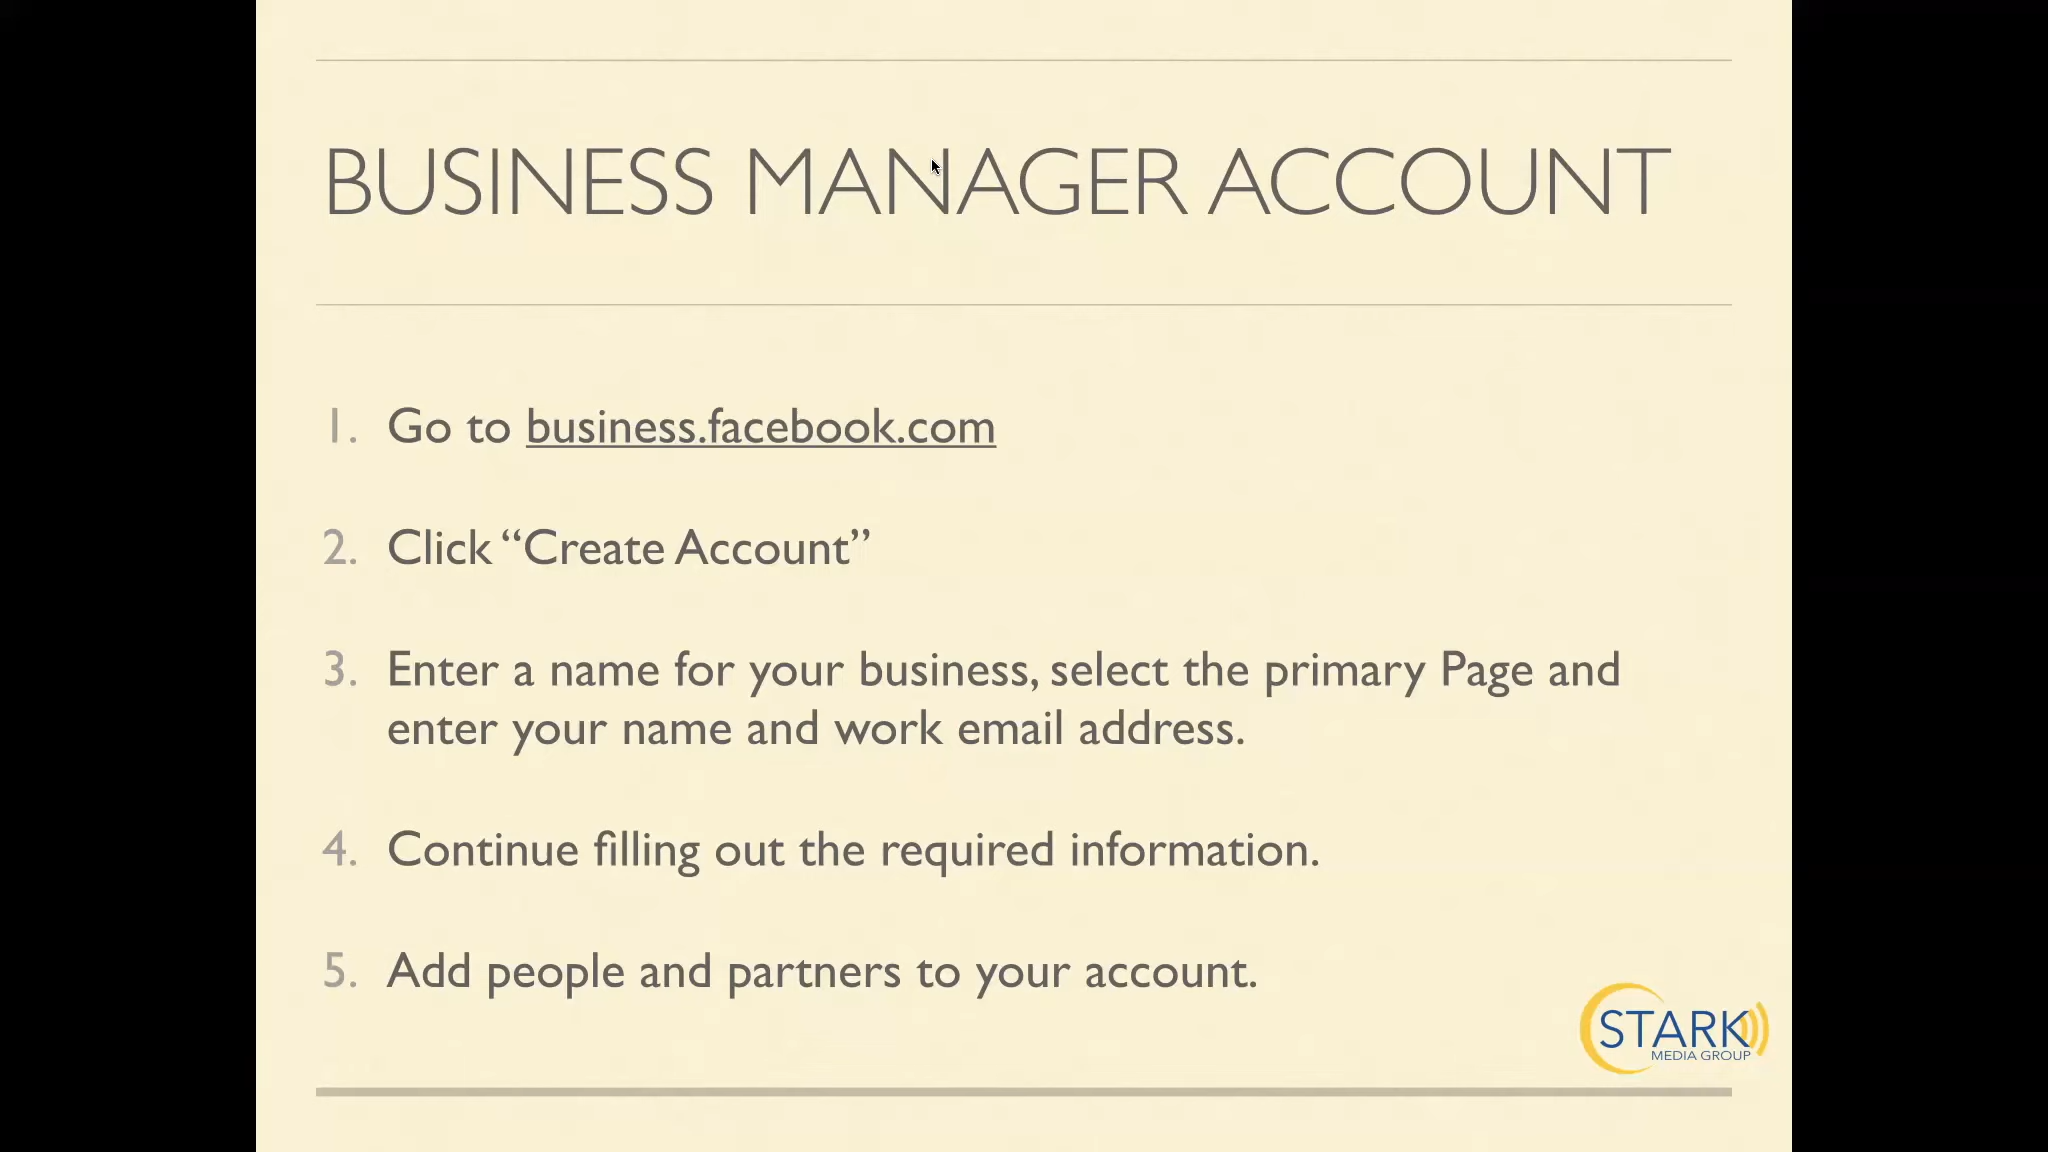 BUSINESS MANAGER ACCOUNT
1. Go to business.facebook.com
2. Click “Create Account”
3. Enter a name for your business, select the primary Page and
enter your name and work email address.
4. Continue filling out the required information.
5. Add people and partners to your account.
STARK
MEDIA GROUP